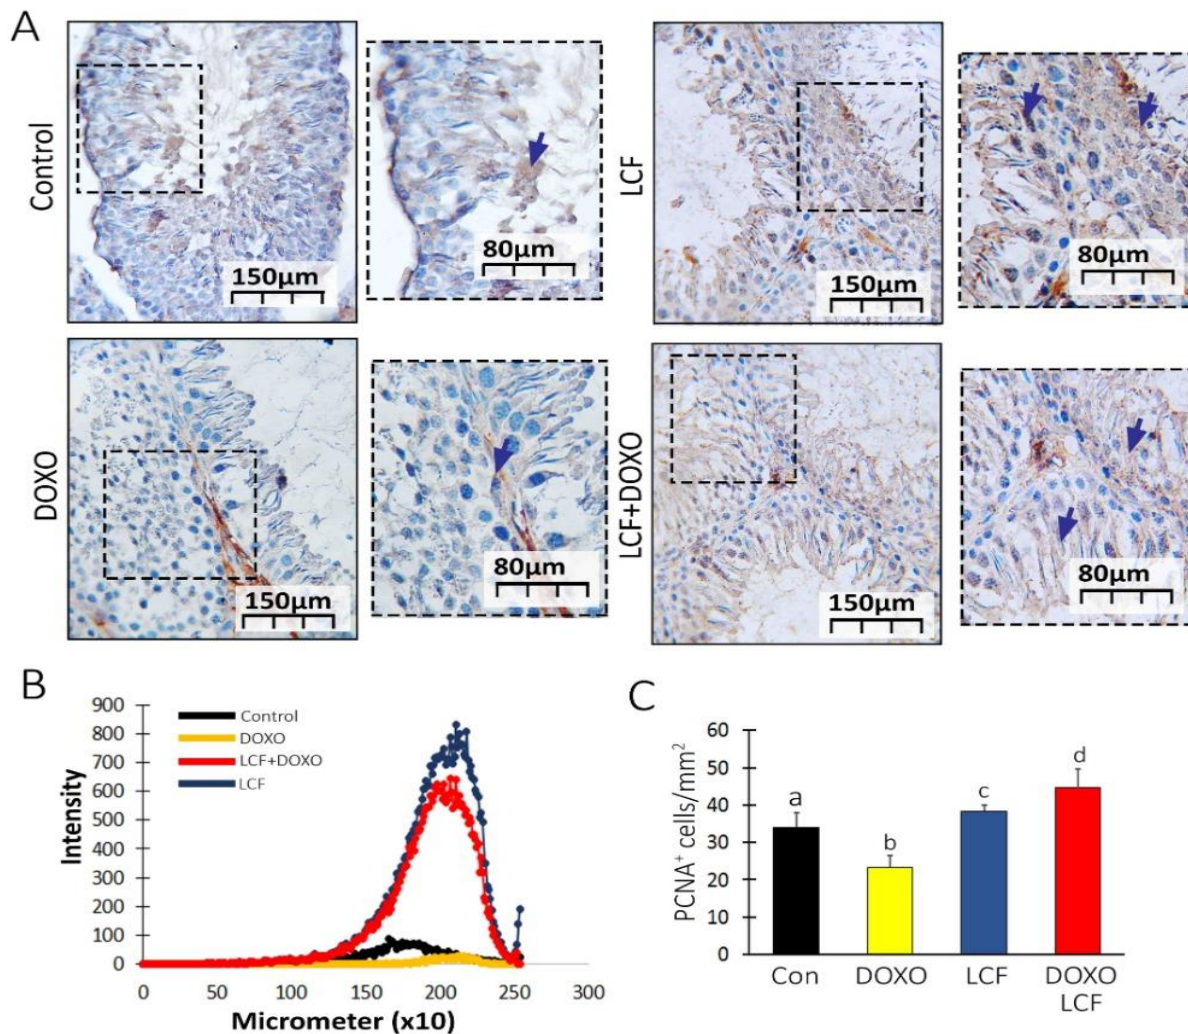 A
Control
150µm
80µm
LCF
150µm
80µm
DOXO
150µm
80µm
LCF+DOXO
150µm
80µm
B
900
800
700
600
500
400
300
200
100
0
Intensity
Control
DOXO
LCF+DOXO
LCF
0 50 100 150 200 250 300
Micrometer (x10)
C
60
50
40
30
20
10
0
PCNA⁺ cells/mm²
a
b
c
d
Con DOXO LCF DOXO
LCF